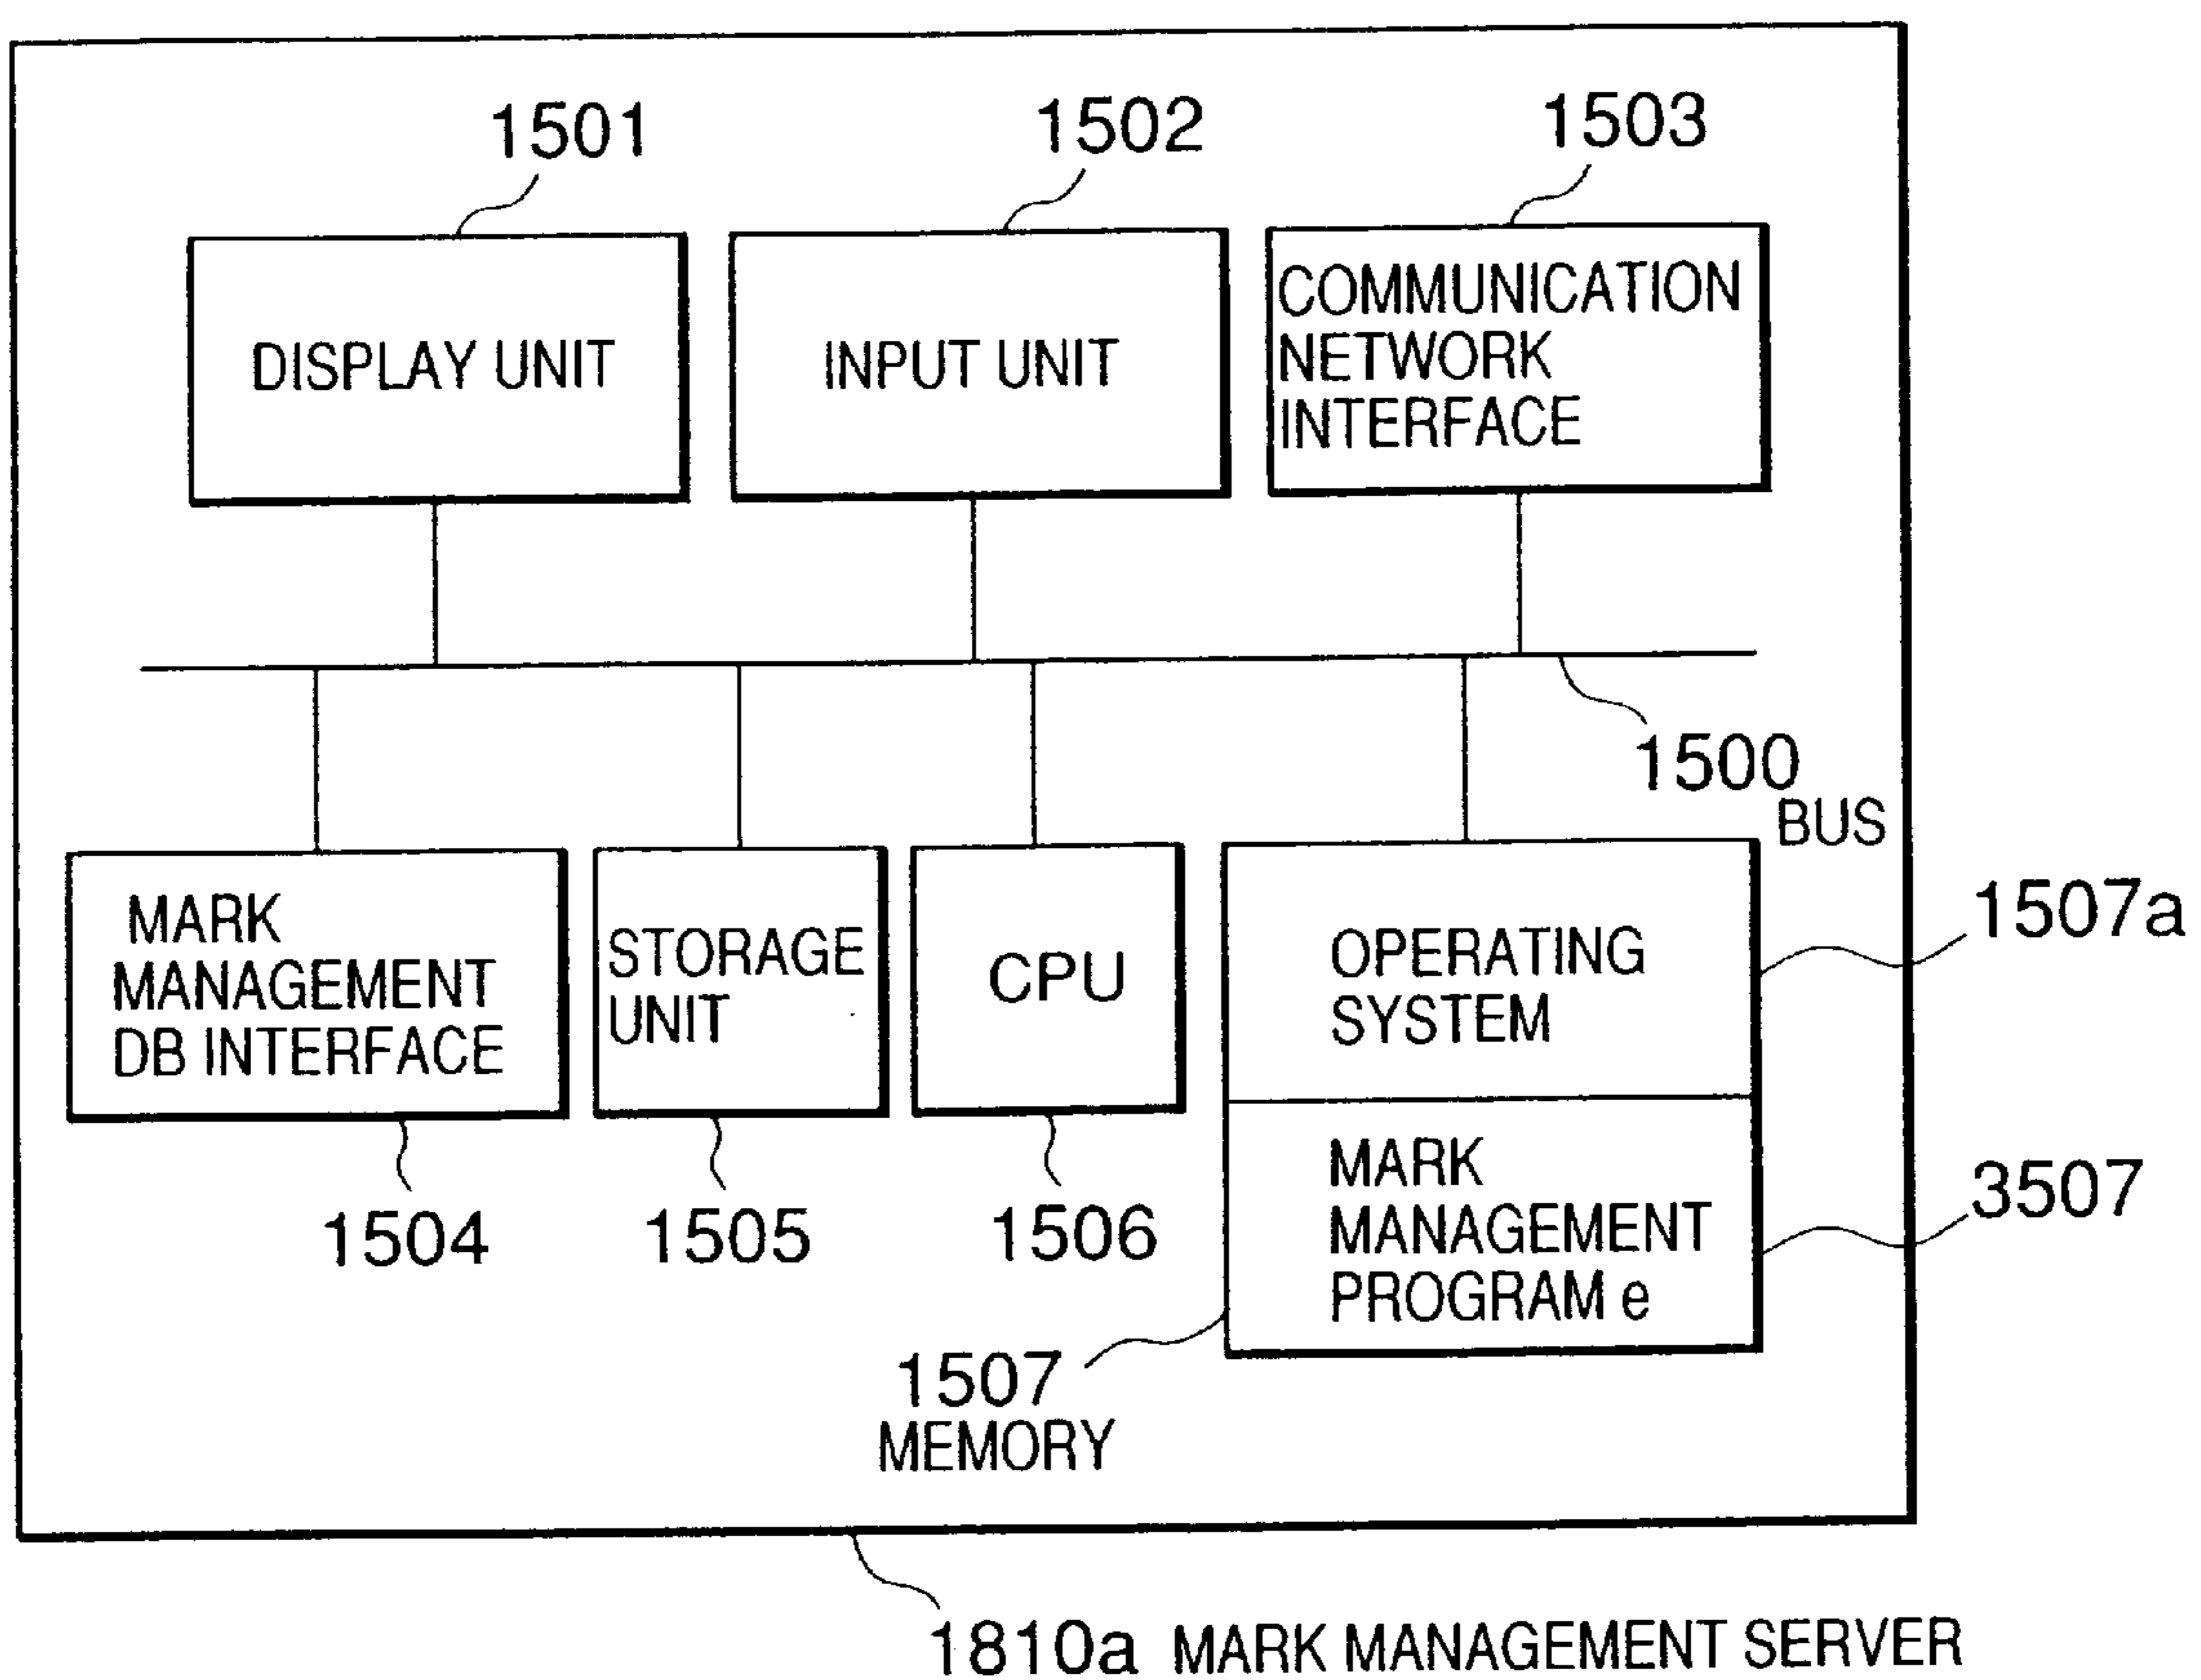 1501
1502
1503
DISPLAY UNIT
INPUT UNIT
COMMUNICATION
NETWORK
INTERFACE
1500
BUS
MARK
MANAGEMENT
DB INTERFACE
STORAGE
UNIT
CPU
OPERATING
SYSTEM
1507a
MARK
MANAGEMENT
PROGRAM e
3507
1504
1505
1506
1507
MEMORY
1810a MARK MANAGEMENT SERVER